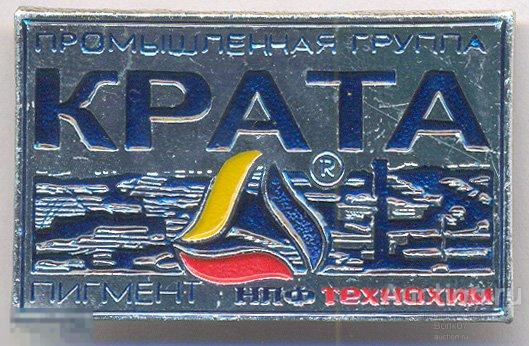 ПРОМЫШЛЕННАЯ ГРУППА
КРАТА
®
ПИГМЕНТ НПФ ТЕХНОХИМ